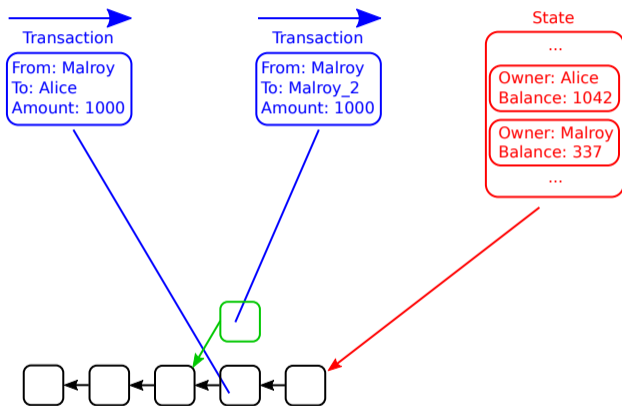 Transaction
From: Malroy
To: Alice
Amount: 1000
Transaction
From: Malroy
To: Malroy_2
Amount: 1000
State
...
Owner: Alice
Balance: 1042
Owner: Malroy
Balance: 337
...